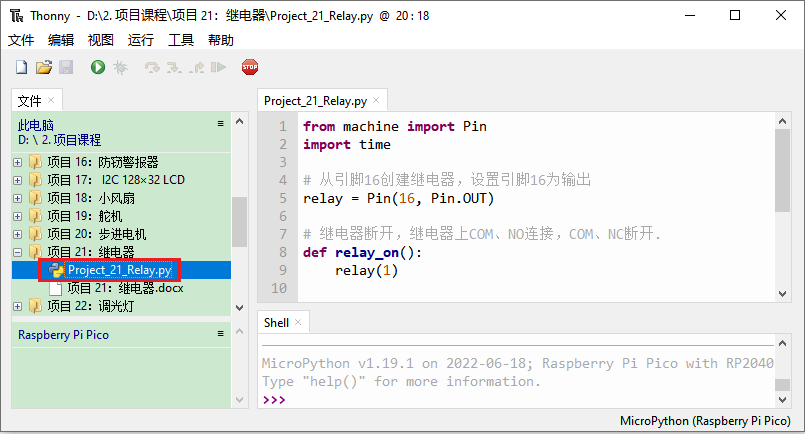 Thonny - D:\2. 项目课程\项目 21：继电器\Project_21_Relay.py @ 20 : 18
文件 编辑 视图 运行 工具 帮助
STOP
文件
此电脑
D: \ 2. 项目课程
项目 16：防窃警报器
项目 17： I2C 128×32 LCD
项目 18：小风扇
项目 19：舵机
项目 20：步进电机
项目 21：继电器
Project_21_Relay.py
项目 21：继电器.docx
项目 22：调光灯
Raspberry Pi Pico
Project_21_Relay.py
1 from machine import Pin
2 import time
3
4 # 从引脚16创建继电器，设置引脚16为输出
5 relay = Pin(16, Pin.OUT)
6
7 # 继电器断开，继电器上COM、NO连接，COM、NC断开.
8 def relay_on():
9 relay(1)
10
Shell
MicroPython v1.19.1 on 2022-06-18; Raspberry Pi Pico with RP2040
Type "help()" for more information.
>>>
MicroPython (Raspberry Pi Pico)